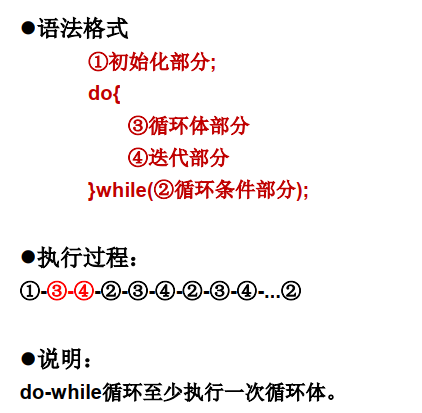 ●语法格式
①初始化部分;
do{
③循环体部分
④迭代部分
}while(②循环条件部分);
●执行过程：
①-③-④-②-③-④-②-③-④-...②
●说明：
do-while循环至少执行一次循环体。